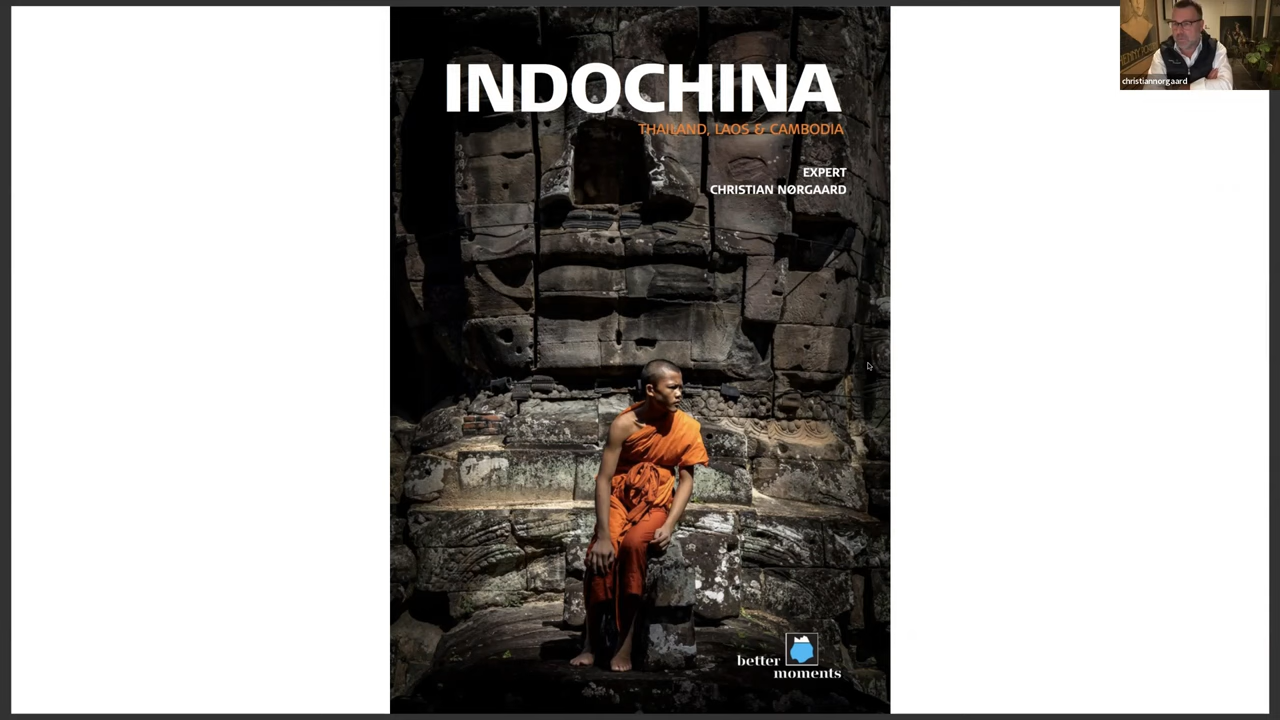 INDOCHINA
THAILAND, LAOS & CAMBODIA
EXPERT
CHRISTIAN NØRGAARD
better
moments
christiannorgaard